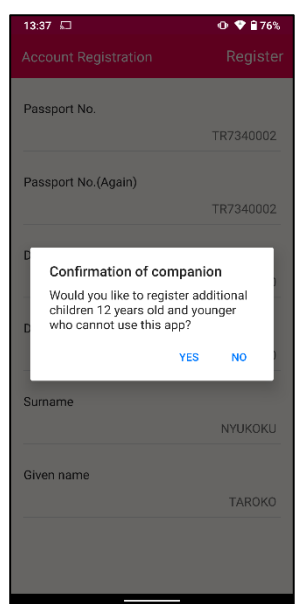 13:37 76%
Account Registration Register
Passport No.
TR7340002
Passport No.(Again)
TR7340002
D
Confirmation of companion
Would you like to register additional
children 12 years old and younger
who cannot use this app?
D
YES NO
Surname
NYUKOKU
Given name
TAROKO